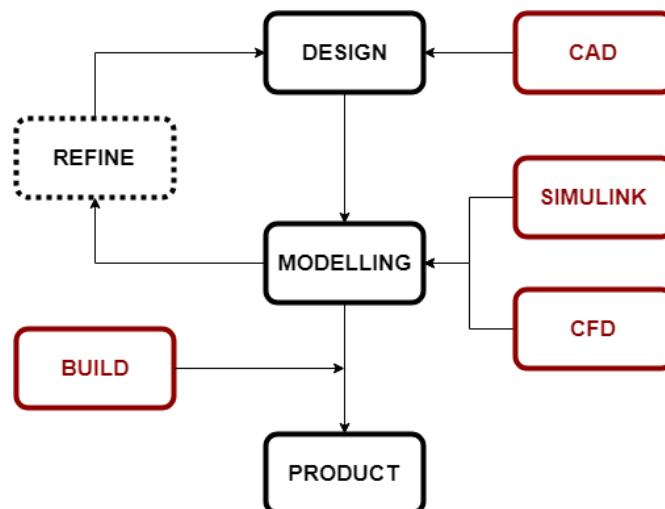 DESIGN
CAD
REFINE
SIMULINK
MODELLING
CFD
BUILD
PRODUCT